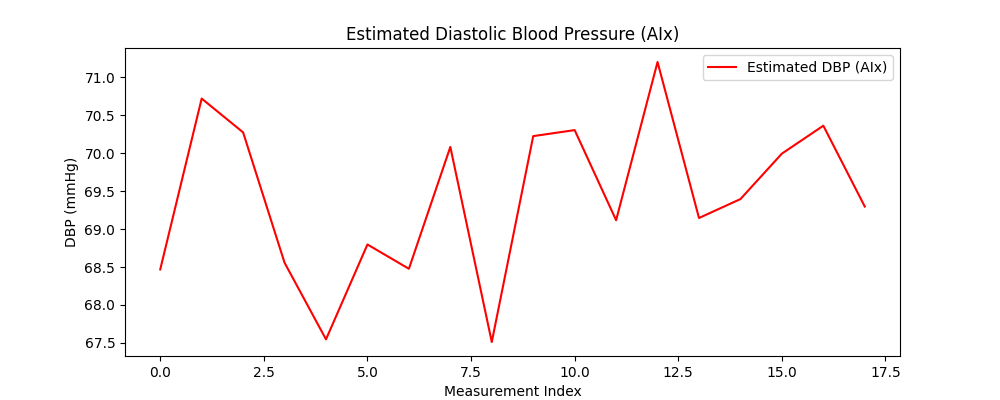 Estimated Diastolic Blood Pressure (AIx)
Estimated DBP (AIx)
DBP (mmHg)
71.0
70.5
70.0
69.5
69.0
68.5
68.0
67.5
0.0 2.5 5.0 7.5 10.0 12.5 15.0 17.5
Measurement Index